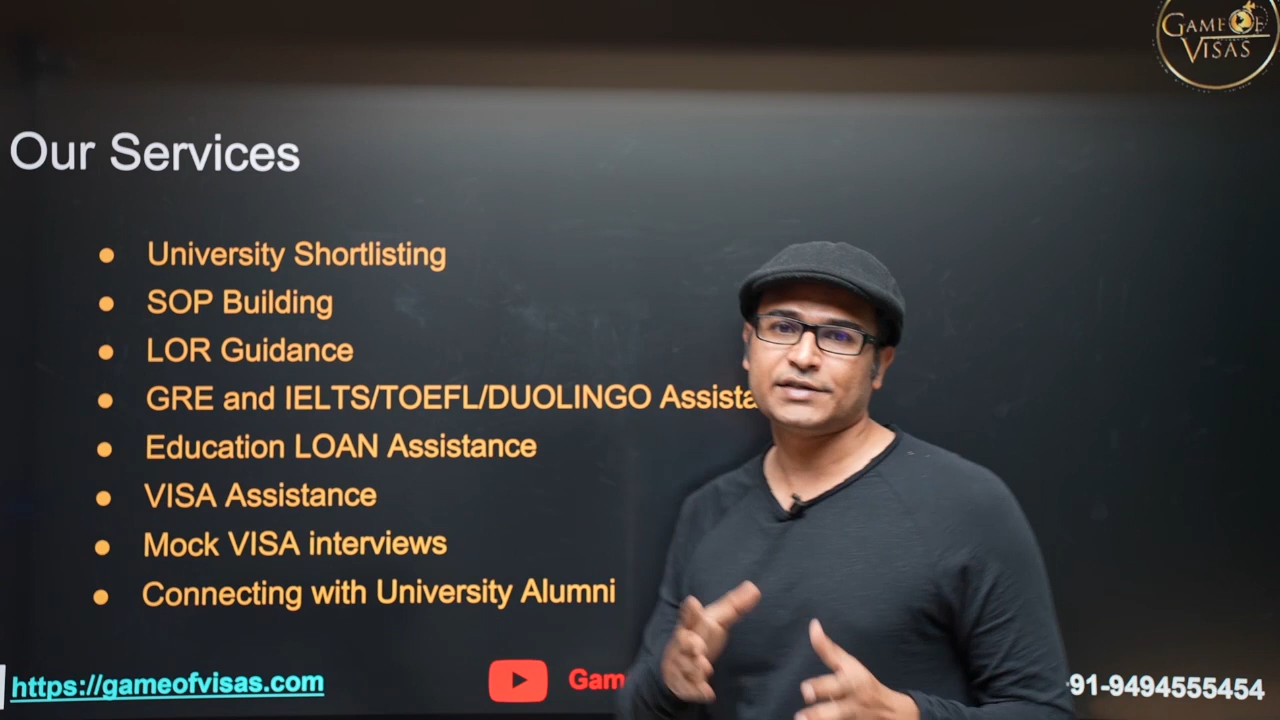 GAME OF
VISAS
Our Services
● University Shortlisting
● SOP Building
● LOR Guidance
● GRE and IELTS/TOEFL/DUOLINGO Assista
● Education LOAN Assistance
● VISA Assistance
● Mock VISA interviews
● Connecting with University Alumni
https://gameofvisas.com
Gam
91-9494555454